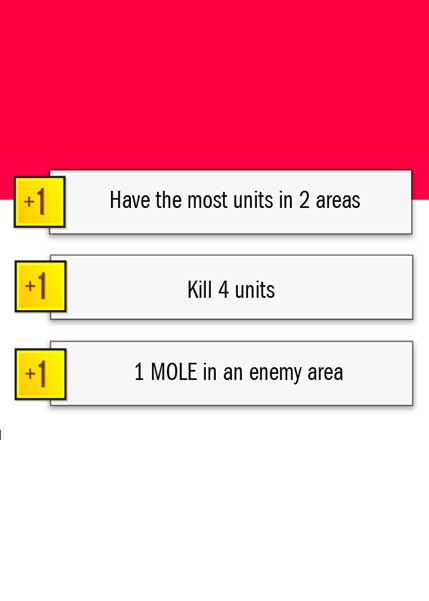 +1 Have the most units in 2 areas
+1 Kill 4 units
+1 1 MOLE in an enemy area